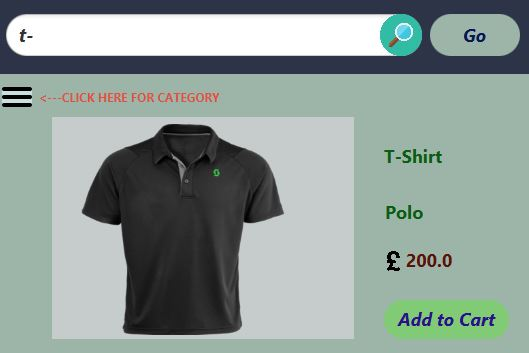 t-
Go
<---CLICK HERE FOR CATEGORY
T-Shirt
Polo
£ 200.0
Add to Cart